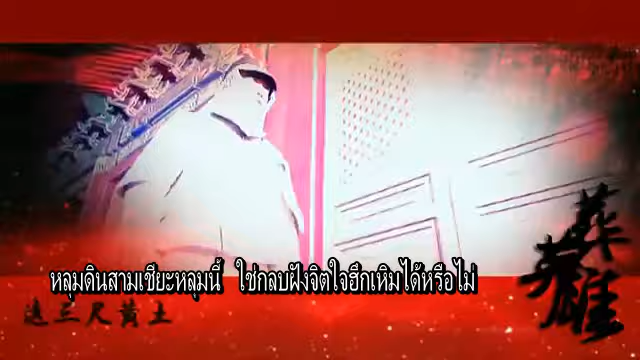 葬英雄
หลุมดินสามเชียะหลุมนี้ ใช่กลบฝังจิตใจฮึกเหิมได้หรือไม่
這三尺黃土